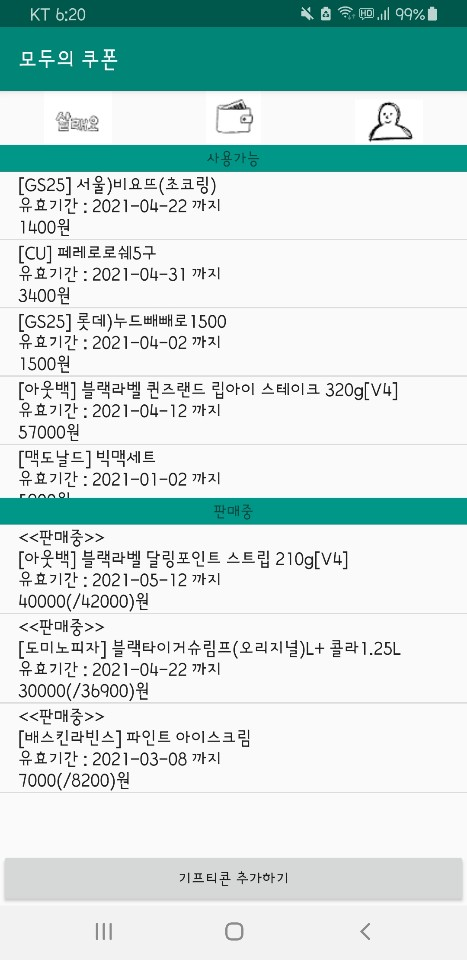 KT 6:20
99%
모두의 쿠폰
쓸래요
사용가능
[GS25] 서울)비요뜨(초코링)
유효기간 : 2021-04-22 까지
1400원
[CU] 페레로로쉐5구
유효기간 : 2021-04-31 까지
3400원
[GS25] 롯데)누드빼빼로1500
유효기간 : 2021-04-02 까지
1500원
[아웃백] 블랙라벨 퀸즈랜드 립아이 스테이크 320g[V4]
유효기간 : 2021-04-12 까지
57000원
[맥도날드] 빅맥세트
유효기간 : 2021-01-02 까지
판매중
<<판매중>>
[아웃백] 블랙라벨 달링포인트 스트립 210g[V4]
유효기간 : 2021-05-12 까지
40000(/42000)원
<<판매중>>
[도미노피자] 블랙타이거슈림프(오리지널)L+ 콜라1.25L
유효기간 : 2021-04-22 까지
30000(/36900)원
<<판매중>>
[배스킨라빈스] 파인트 아이스크림
유효기간 : 2021-03-08 까지
7000(/8200)원
기프티콘 추가하기